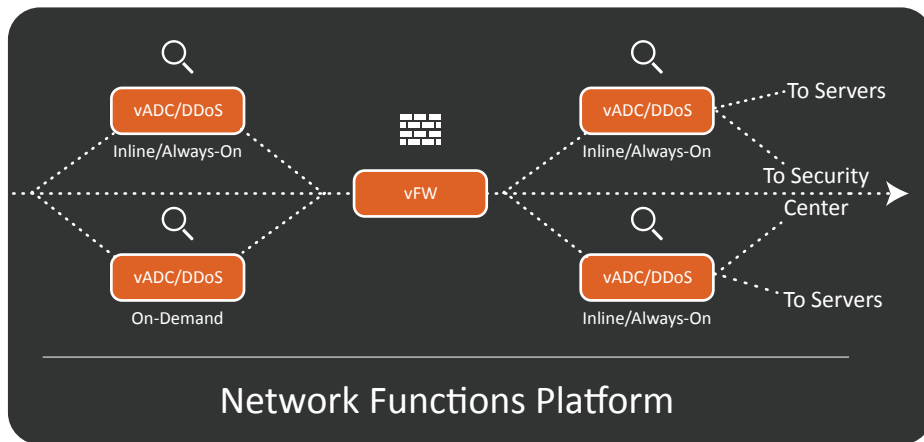 vADC/DDoS
Inline/Always-On
vADC/DDoS
On-Demand
vFW
vADC/DDoS
Inline/Always-On
To Servers
To Security
Center
vADC/DDoS
Inline/Always-On
To Servers
Network Functions Platform